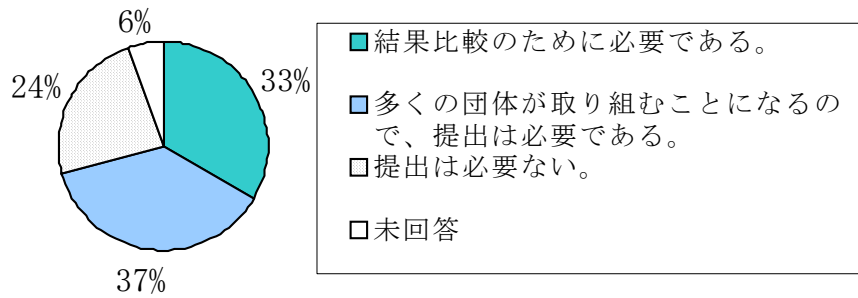 6%
24%
33%
37%
結果比較のために必要である。
多くの団体が取り組むことになるの
で、提出は必要である。
提出は必要ない。
未回答